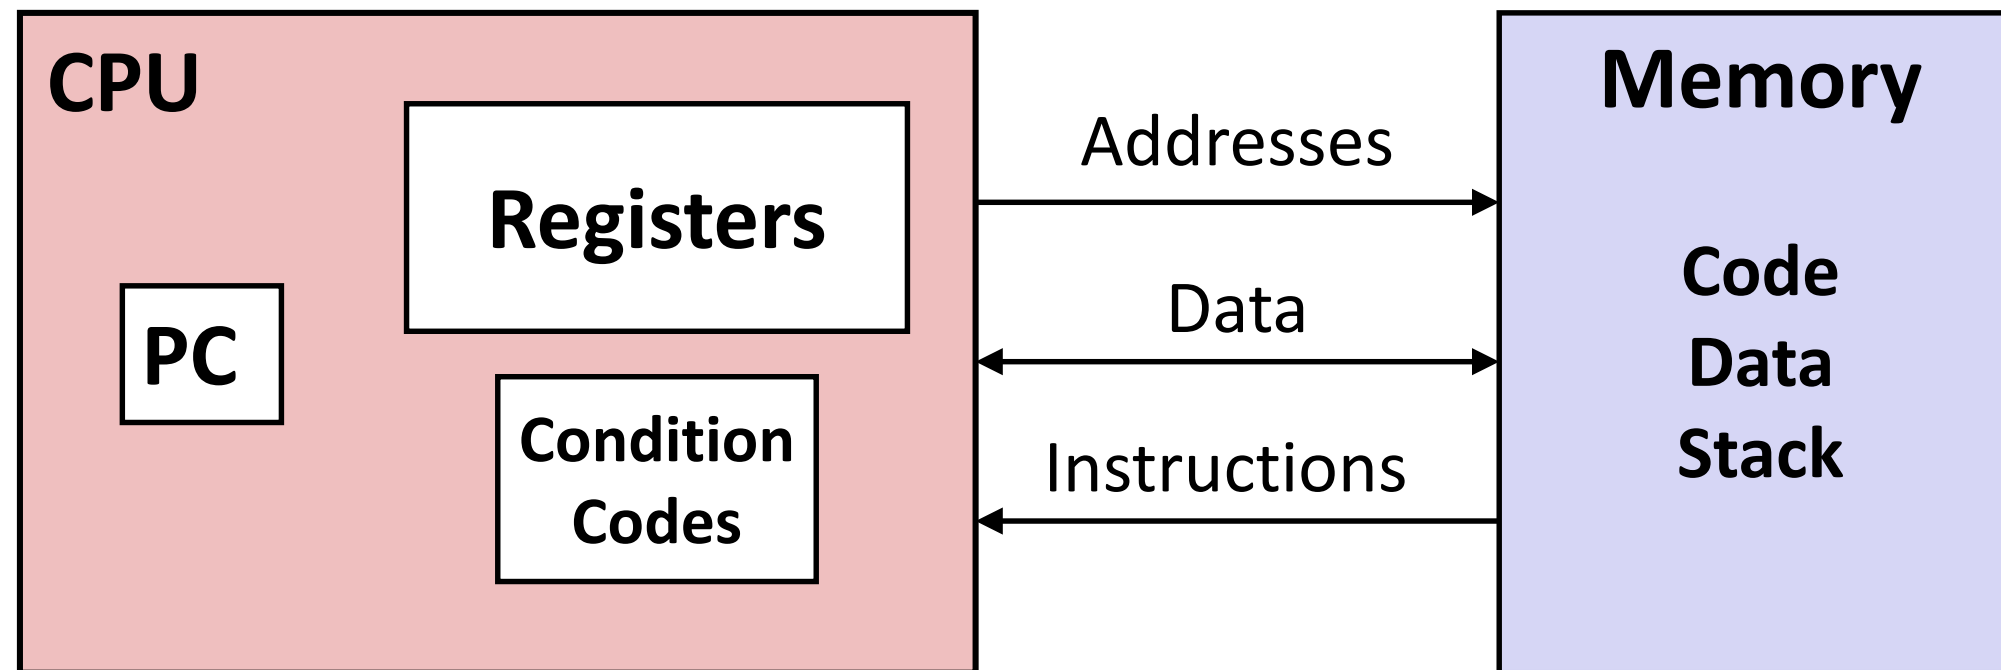 CPU
Registers
PC
Condition
Codes
Addresses
Data
Instructions
Memory
Code
Data
Stack